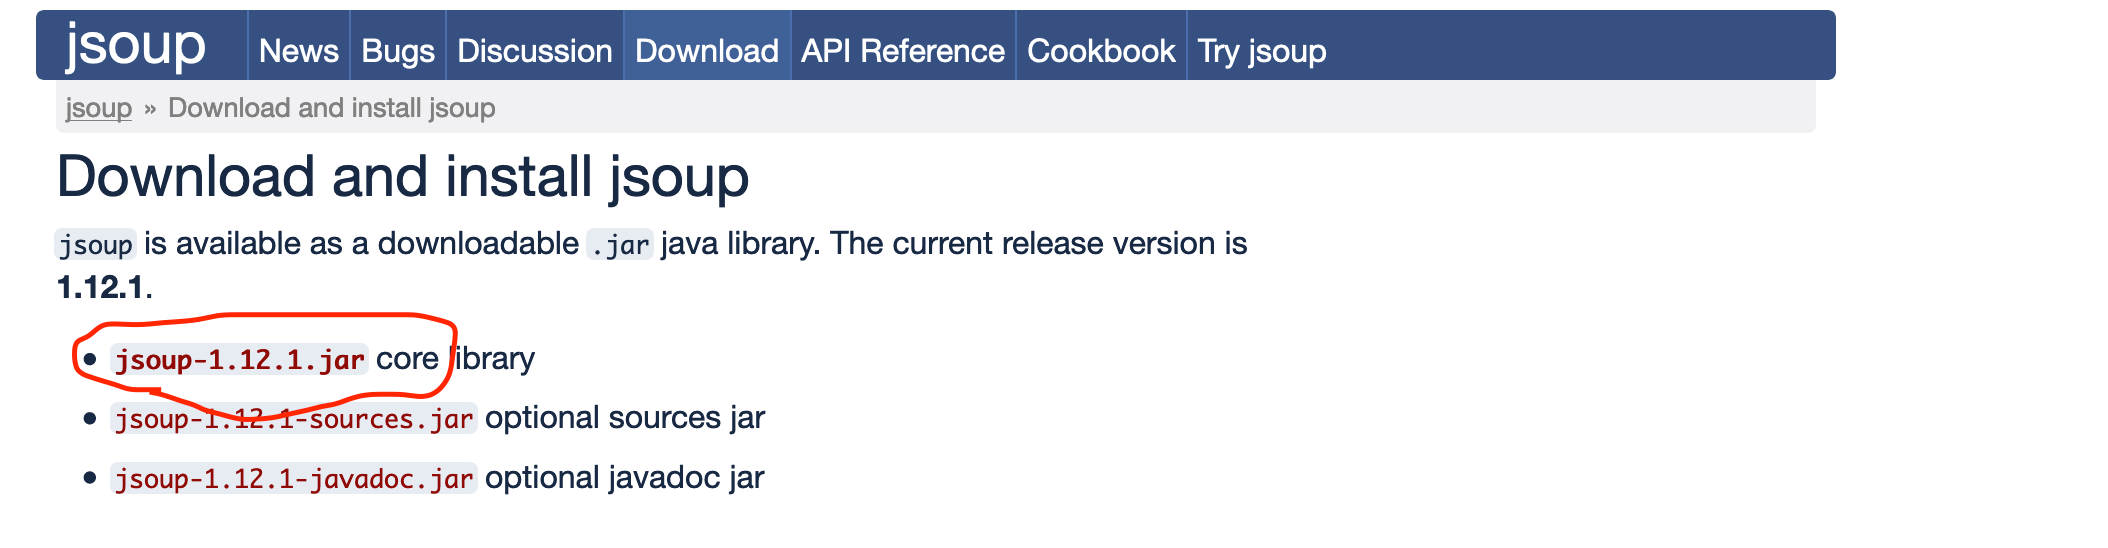 jsoup News Bugs Discussion Download API Reference Cookbook Try jsoup
jsoup » Download and install jsoup
Download and install jsoup
jsoup is available as a downloadable .jar java library. The current release version is
1.12.1.
• jsoup-1.12.1.jar core library
• jsoup-1.12.1-sources.jar optional sources jar
• jsoup-1.12.1-javadoc.jar optional javadoc jar